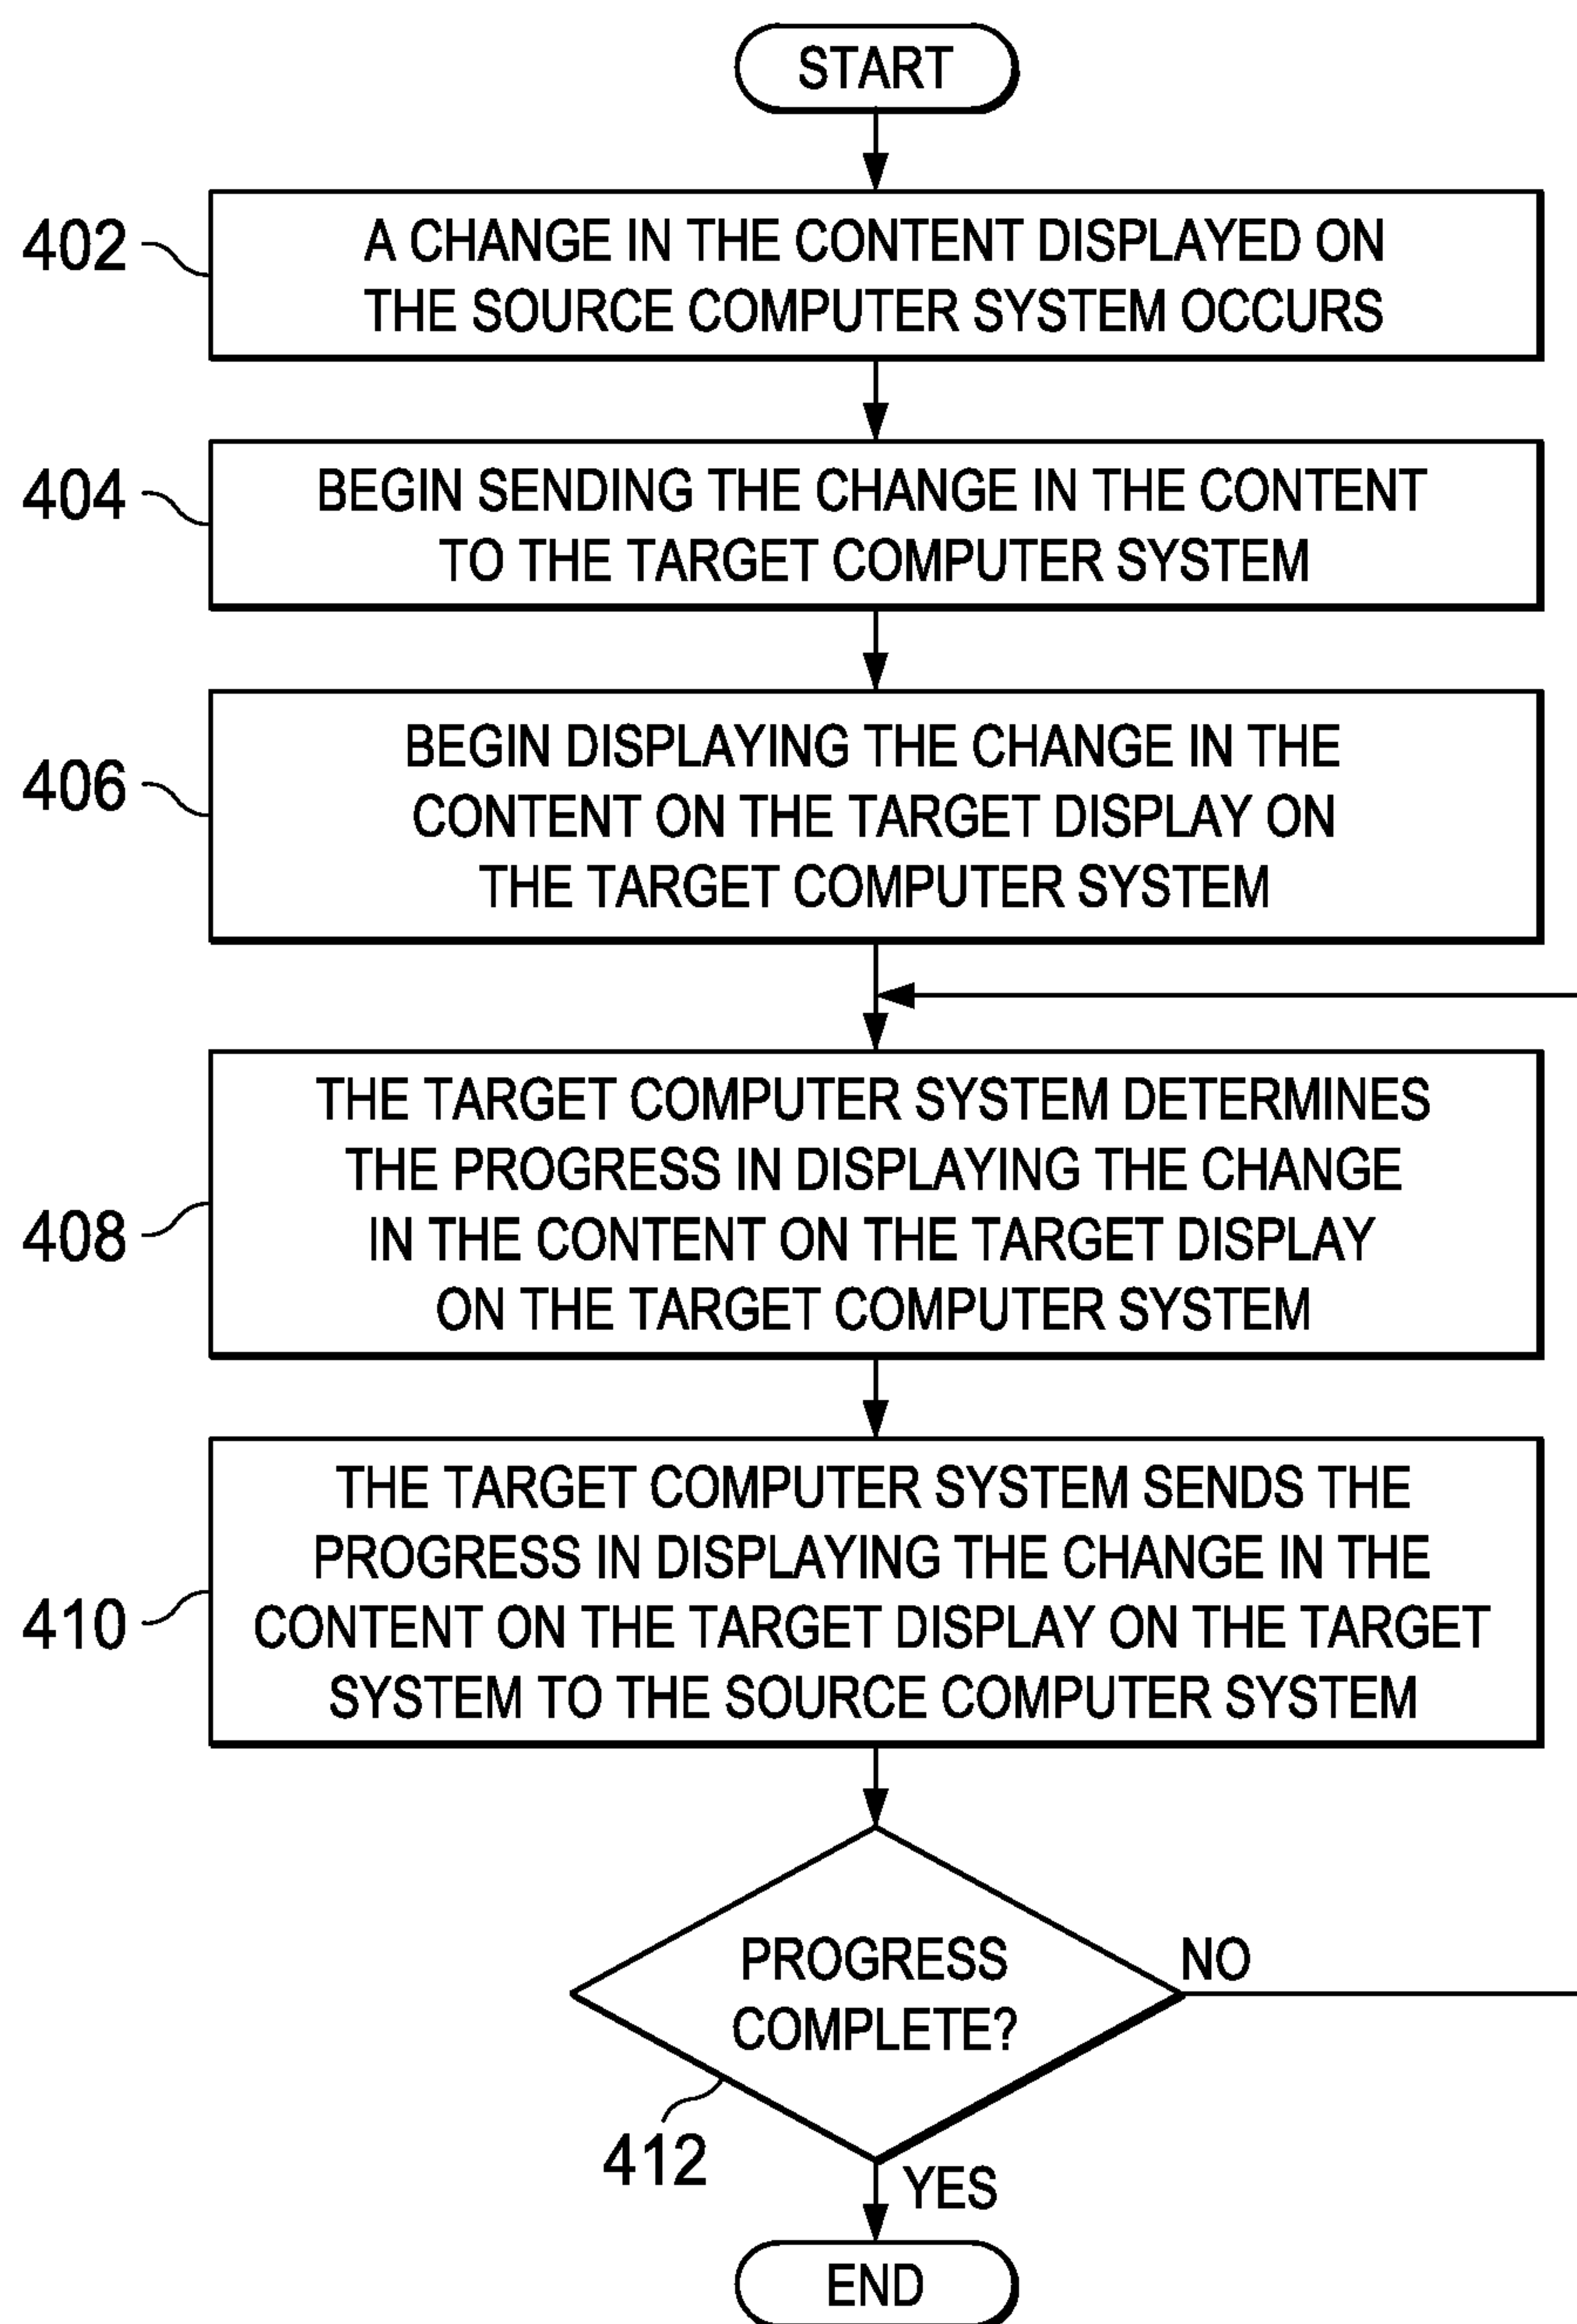 START
402
A CHANGE IN THE CONTENT DISPLAYED ON
THE SOURCE COMPUTER SYSTEM OCCURS
404
BEGIN SENDING THE CHANGE IN THE CONTENT
TO THE TARGET COMPUTER SYSTEM
406
BEGIN DISPLAYING THE CHANGE IN THE
CONTENT ON THE TARGET DISPLAY ON
THE TARGET COMPUTER SYSTEM
408
THE TARGET COMPUTER SYSTEM DETERMINES
THE PROGRESS IN DISPLAYING THE CHANGE
IN THE CONTENT ON THE TARGET DISPLAY
ON THE TARGET COMPUTER SYSTEM
410
THE TARGET COMPUTER SYSTEM SENDS THE
PROGRESS IN DISPLAYING THE CHANGE IN THE
CONTENT ON THE TARGET DISPLAY ON THE TARGET
SYSTEM TO THE SOURCE COMPUTER SYSTEM
PROGRESS
COMPLETE?
NO
412
YES
END